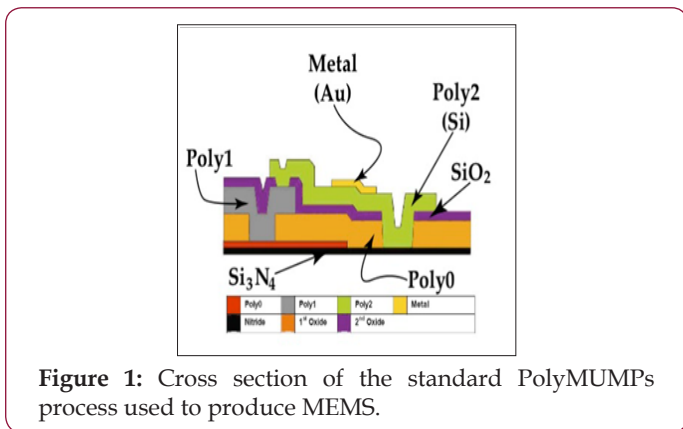 Metal
(Au)
Poly2
(Si)
Poly1
SiO₂
Si₃N₄
Poly0
Poly0 Poly1 Poly2 Metal
Nitride 1st Oxide 2nd Oxide
Figure 1: Cross section of the standard PolyMUMPs
process used to produce MEMS.